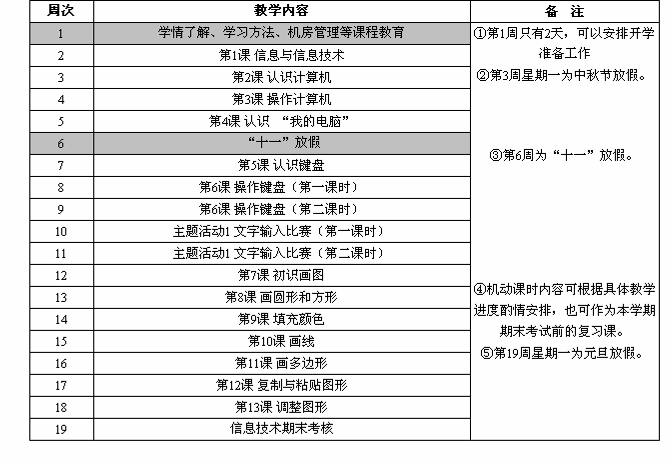 周次 教学内容 备 注
1 学情了解、学习方法、机房管理等课程教育
2 第1课 信息与信息技术
3 第2课 认识计算机
4 第3课 操作计算机
5 第4课 认识 “我的电脑”
6 “十一”放假
7 第5课 认识键盘
8 第6课 操作键盘（第一课时）
9 第6课 操作键盘（第二课时）
10 主题活动1 文字输入比赛（第一课时）
11 主题活动1 文字输入比赛（第二课时）
12 第7课 初识画图
13 第8课 画圆形和方形
14 第9课 填充颜色
15 第10课 画线
16 第11课 画多边形
17 第12课 复制与粘贴图形
18 第13课 调整图形
19 信息技术期末考核
①第1周只有2天，可以安排开学
准备工作
②第3周星期一为中秋节放假。
③第6周为“十一”放假。
④机动课时内容可根据具体教学
进度酌情安排，也可作为本学期
期末考试前的复习课。
⑤第19周星期一为元旦放假。